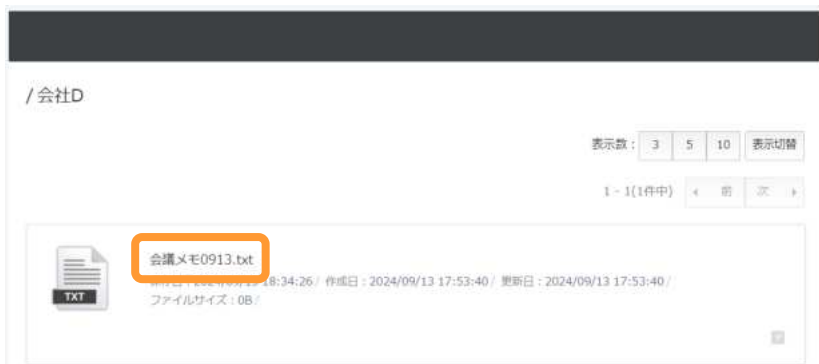 / 会社D
表示数： 3 5 10 表示切替
1 - 1(1件中) 前 次
会議メモ0913.txt
18:34:26 / 作成日：2024/09/13 17:53:40 / 更新日：2024/09/13 17:53:40 /
TXT
ファイルサイズ：0B /